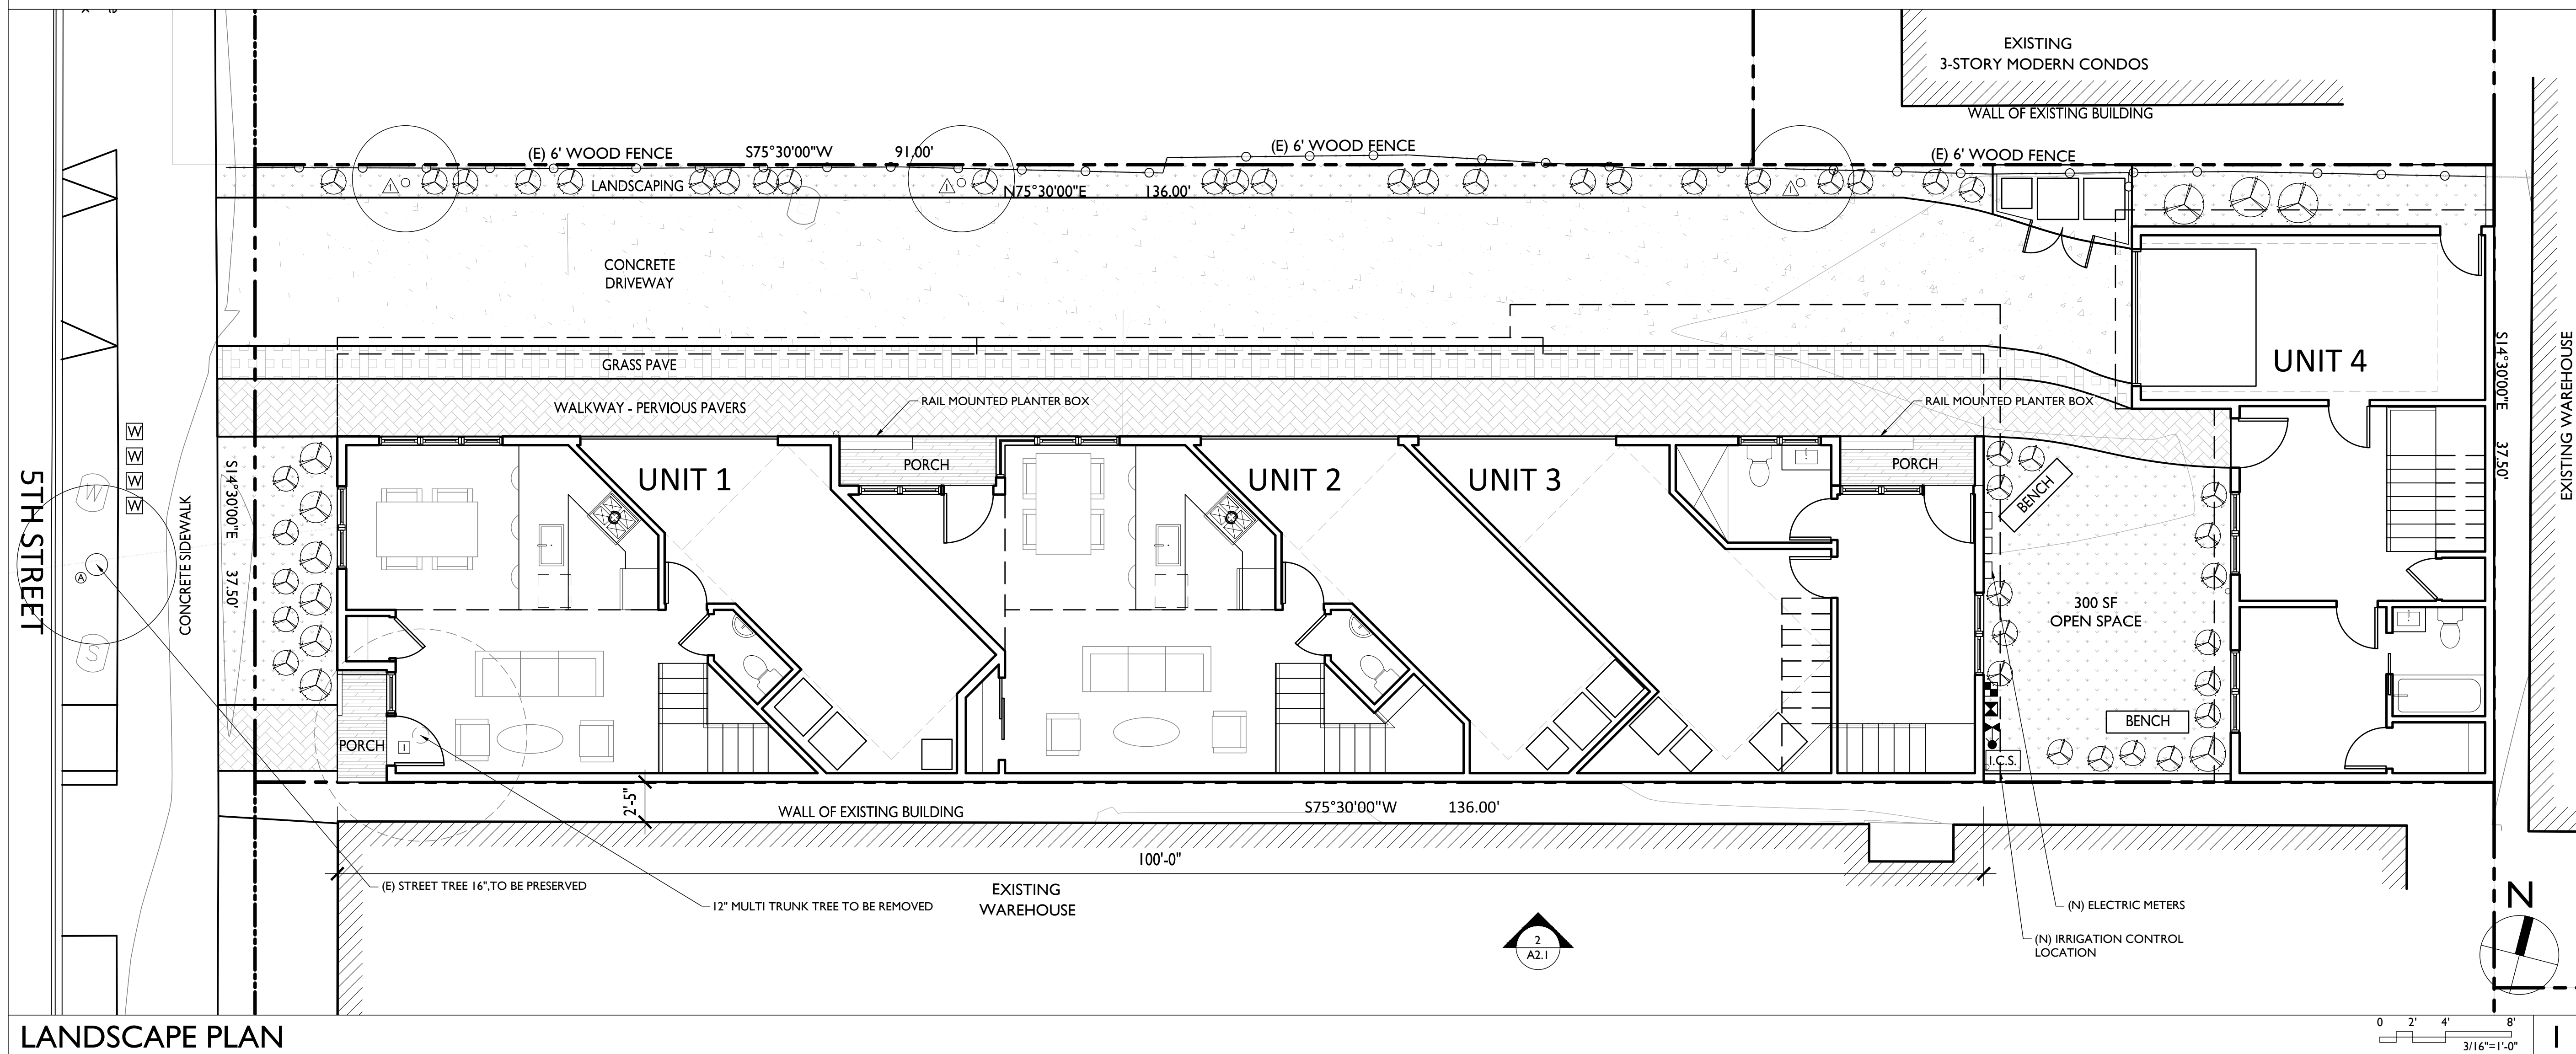 EXISTING
3-STORY MODERN CONDOS
WALL OF EXISTING BUILDING
(E) 6' WOOD FENCE
S75°30'00"W
91.00'
(E) 6' WOOD FENCE
(E) 6' WOOD FENCE
LANDSCAPING
N75°30'00"E
136.00'
CONCRETE
DRIVEWAY
GRASS PAVE
WALKWAY - PERVIOUS PAVERS
RAIL MOUNTED PLANTER BOX
RAIL MOUNTED PLANTER BOX
UNIT 4
S14°30'00"E
37.50'
EXISTING WAREHOUSE
W
W
W
W
5TH STREET
W
A
S
CONCRETE SIDEWALK
S14°30'00"E
37.50'
UNIT 1
PORCH
UNIT 2
UNIT 3
PORCH
BENCH
300 SF
OPEN SPACE
BENCH
PORCH
1
I.C.S.
2'-5"
WALL OF EXISTING BUILDING
S75°30'00"W
136.00'
100'-0"
(E) STREET TREE 16",TO BE PRESERVED
12" MULTI TRUNK TREE TO BE REMOVED
EXISTING
WAREHOUSE
(N) ELECTRIC METERS
(N) IRRIGATION CONTROL
LOCATION
2
A2.1
N
LANDSCAPE PLAN
0 2' 4' 8'
3/16"=1'-0"
1